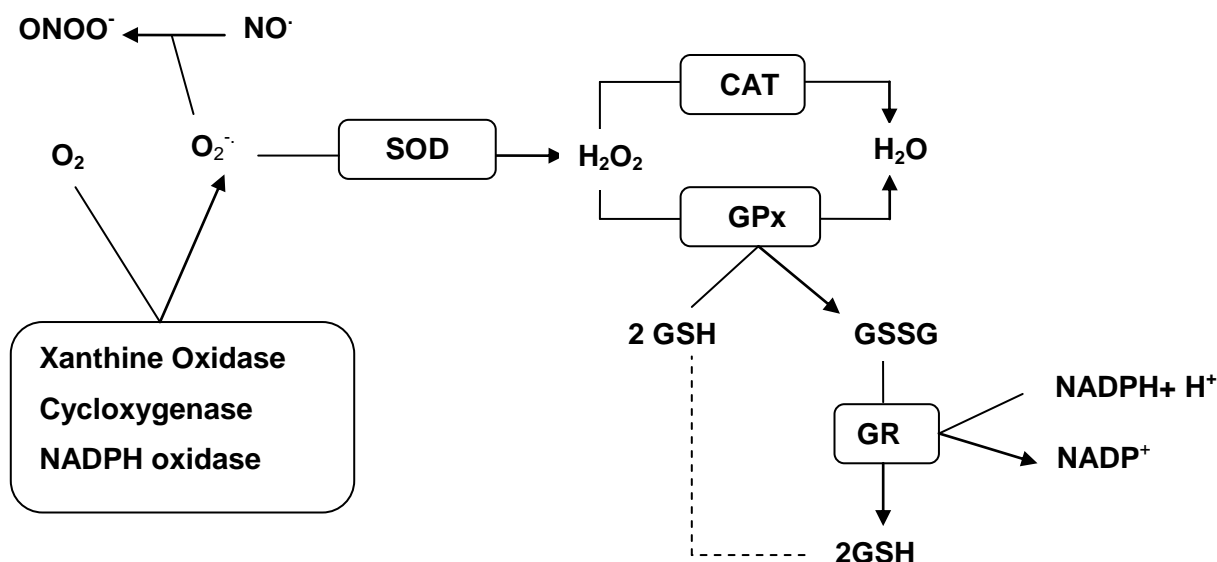 ONOO⁻ NO·
CAT
O₂ O₂⁻· SOD H₂O₂ H₂O
GPx
2 GSH GSSG
Xanthine Oxidase
Cycloxygenase
NADPH oxidase
NADPH+ H⁺
GR
NADP⁺
2GSH